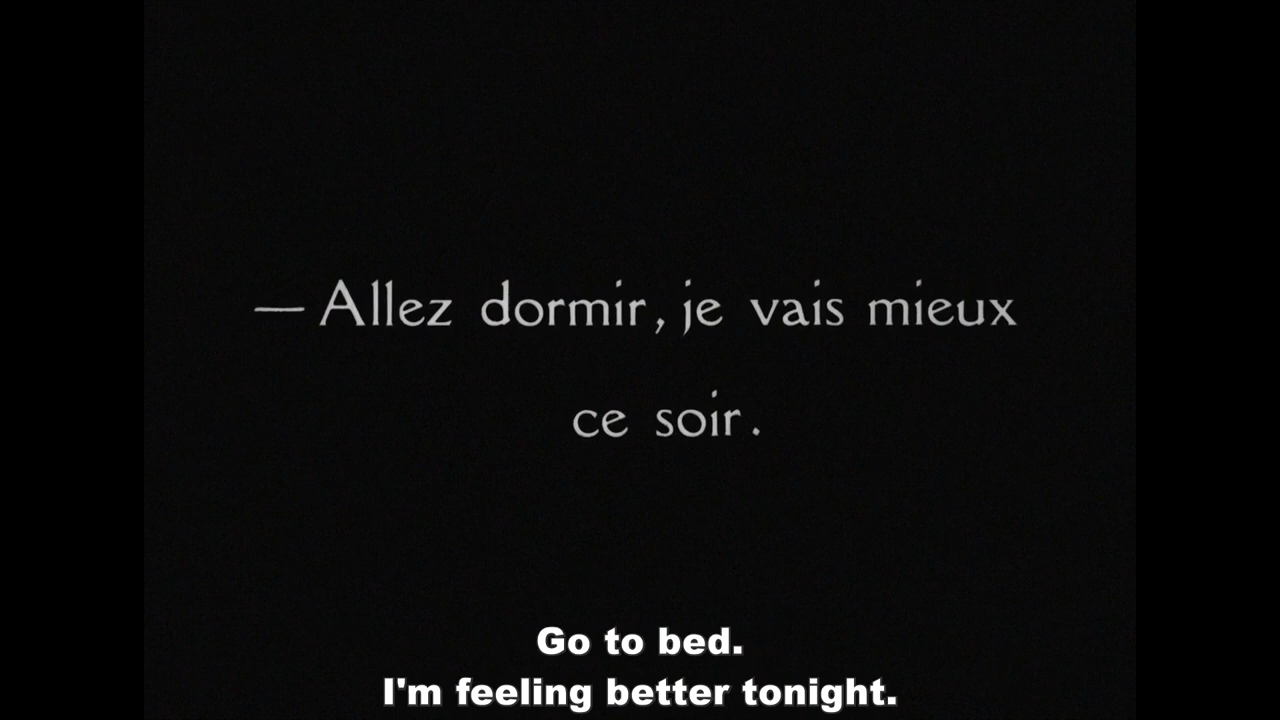 — Allez dormir, je vais mieux
ce soir.
Go to bed.
I'm feeling better tonight.